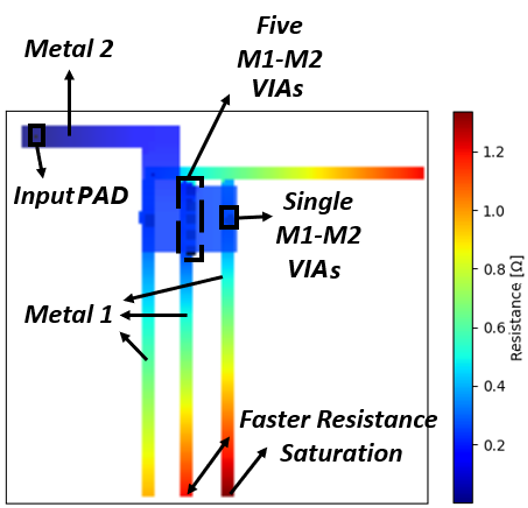 Five
M1-M2
VIAs
Metal 2
Input PAD
Single
M1-M2
VIAs
Metal 1
Faster Resistance
Saturation
1.2
1.0
0.8
0.6
0.4
0.2
Resistance [Ω]